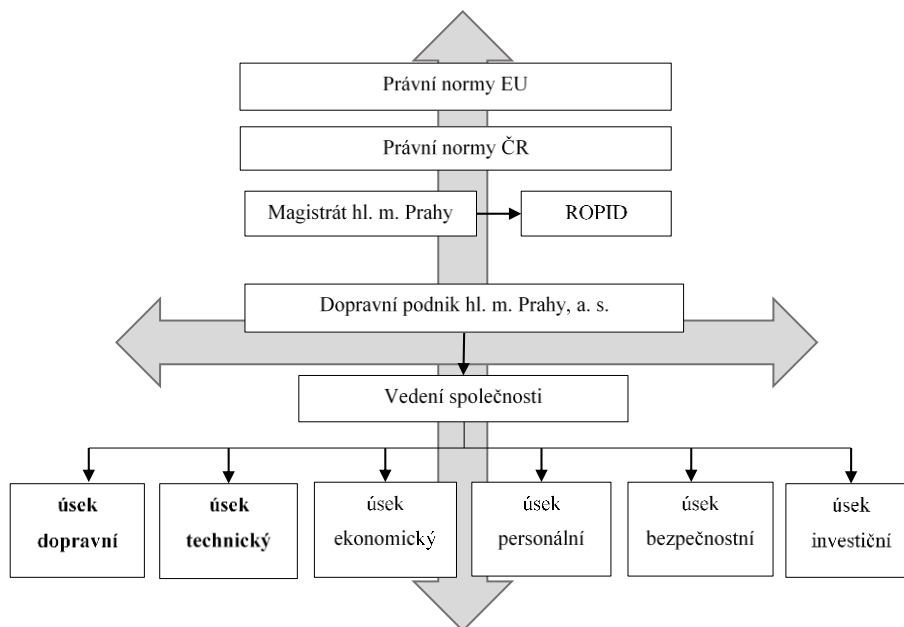 Právní normy EU
Právní normy ČR
Magistrát hl. m. Prahy
ROPID
Dopravní podnik hl. m. Prahy, a. s.
Vedení společnosti
úsek
dopravní
úsek
technický
úsek
ekonomický
úsek
personální
úsek
bezpečnostní
úsek
investiční